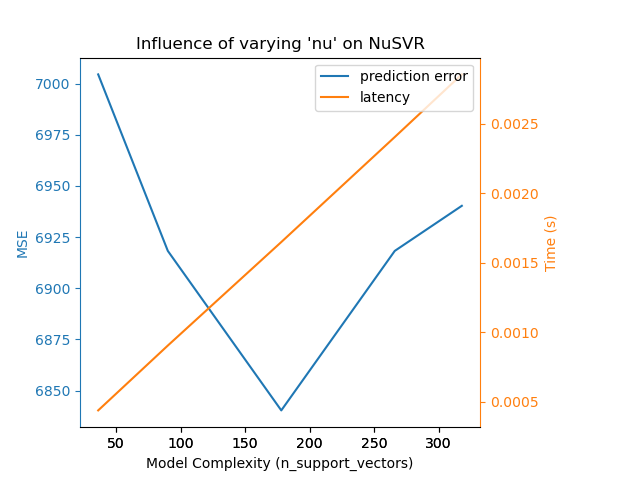 Influence of varying 'nu' on NuSVR
prediction error
latency
7000
6975
6950
6925
6900
6875
6850
MSE
0.0025
0.0020
0.0015
0.0010
0.0005
Time (s)
50 100 150 200 250 300
Model Complexity (n_support_vectors)